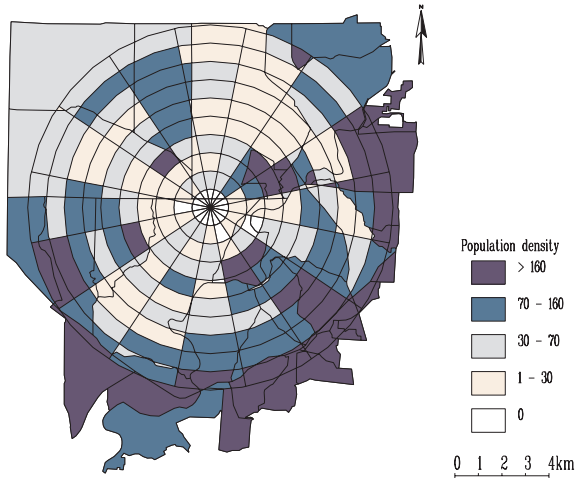 N
Population density
> 160
70 - 160
30 - 70
1 - 30
0
0 1 2 3 4km